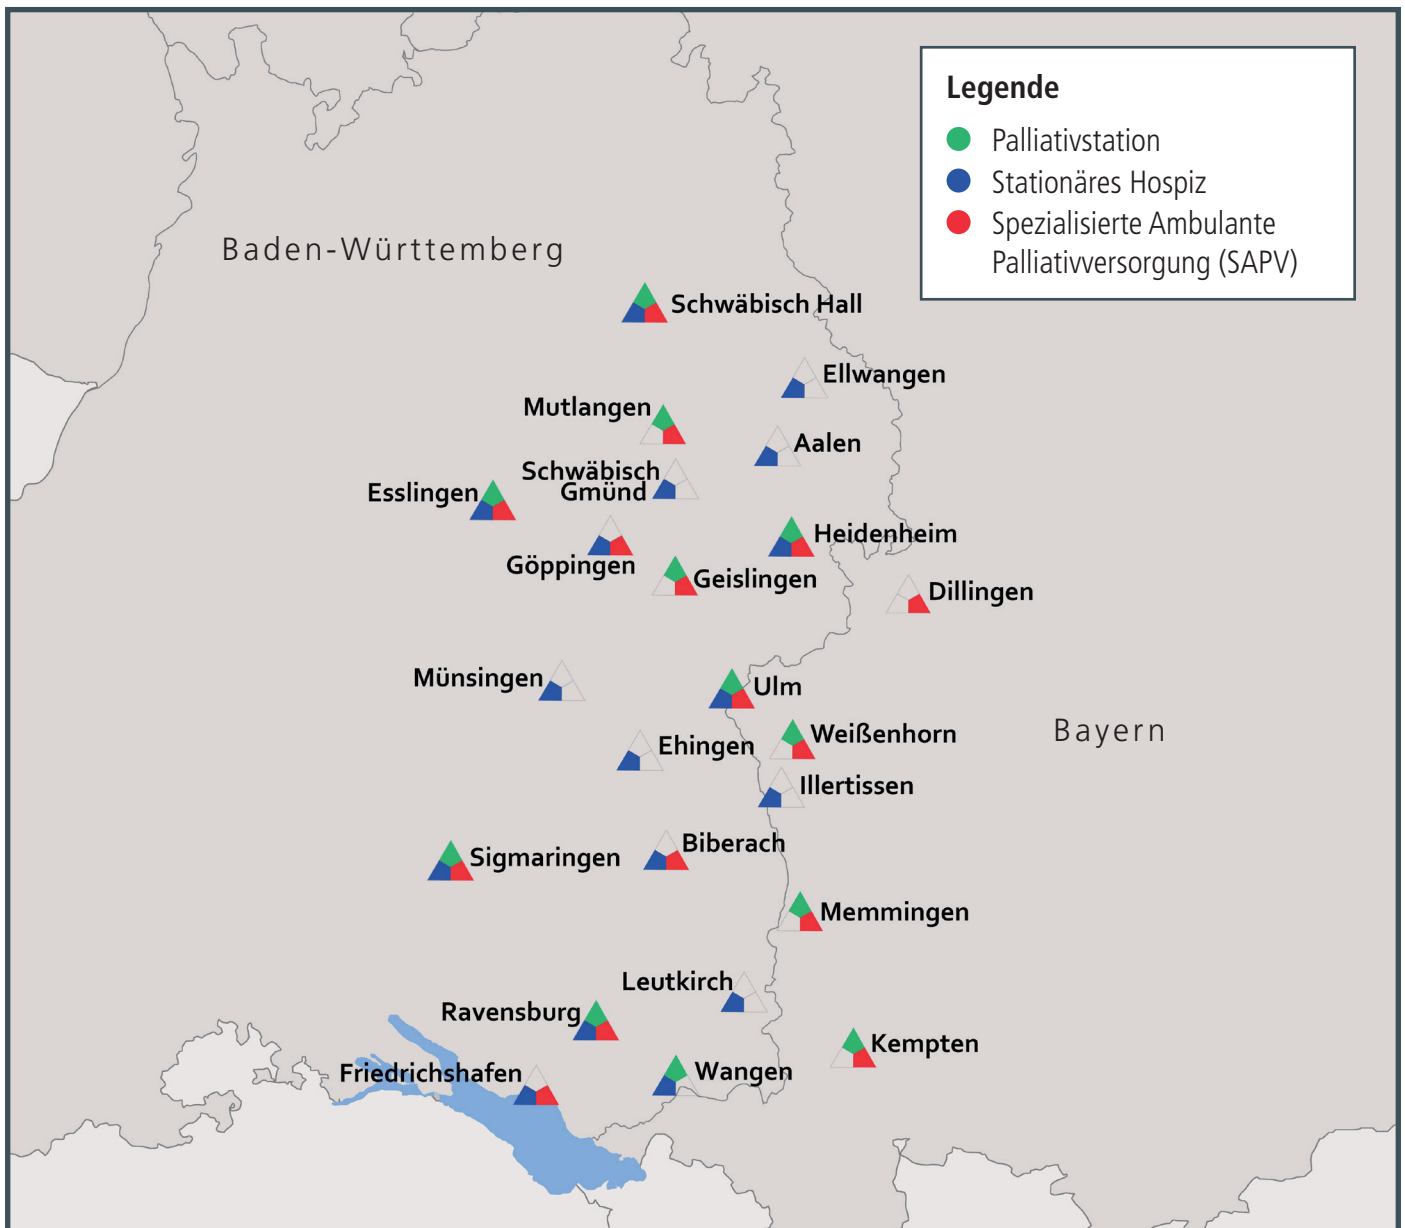 Legende
Palliativstation
Stationäres Hospiz
Spezialisierte Ambulante
Palliativversorgung (SAPV)
Baden-Württemberg
Schwäbisch Hall
Ellwangen
Mutlangen
Aalen
Schwäbisch
Gmünd
Esslingen
Heidenheim
Göppingen
Geislingen
Dillingen
Münsingen
Ulm
Weißenhorn
Bayern
Ehingen
Illertissen
Biberach
Sigmaringen
Memmingen
Leutkirch
Ravensburg
Kempten
Wangen
Friedrichshafen